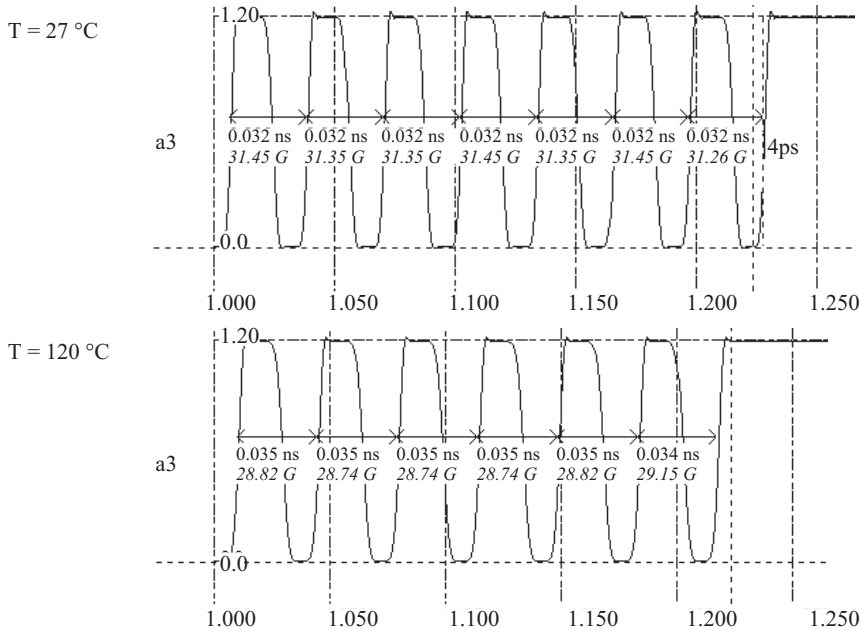 T = 27 °C
1.20
a3
0.032 ns 0.032 ns 0.032 ns 0.032 ns 0.032 ns 0.032 ns 0.032 ns
31.45 G 31.35 G 31.35 G 31.45 G 31.35 G 31.45 G 31.26 G
4ps
0.0
1.000 1.050 1.100 1.150 1.200 1.250
T = 120 °C
1.20
a3
0.035 ns 0.035 ns 0.035 ns 0.035 ns 0.035 ns 0.034 ns
28.82 G 28.74 G 28.74 G 28.74 G 28.82 G 29.15 G
0.0
1.000 1.050 1.100 1.150 1.200 1.250